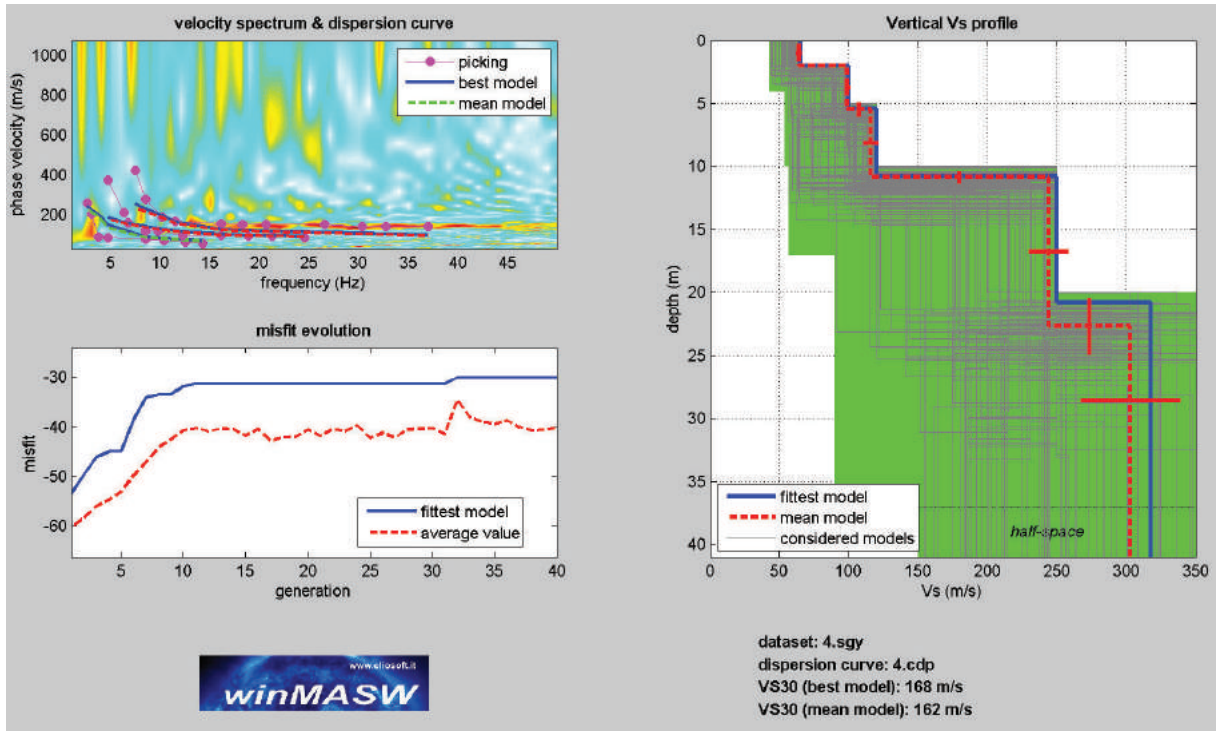 velocity spectrum & dispersion curve
1000
800
600
400
200
phase velocity (m/s)
picking
best model
mean model
5 10 15 20 25 30 35 40 45
frequency (Hz)
misfit evolution
-30
-40
-50
-60
misfit
fittest model
average value
5 10 15 20 25 30 35 40
generation
www.eliosoft.it
winMASW
Vertical Vs profile
0
5
10
15
20
25
30
35
40
depth (m)
fittest model
mean model
considered models
half-space
0 50 100 150 200 250 300 350
Vs (m/s)
dataset: 4.sgy
dispersion curve: 4.cdp
VS30 (best model): 168 m/s
VS30 (mean model): 162 m/s